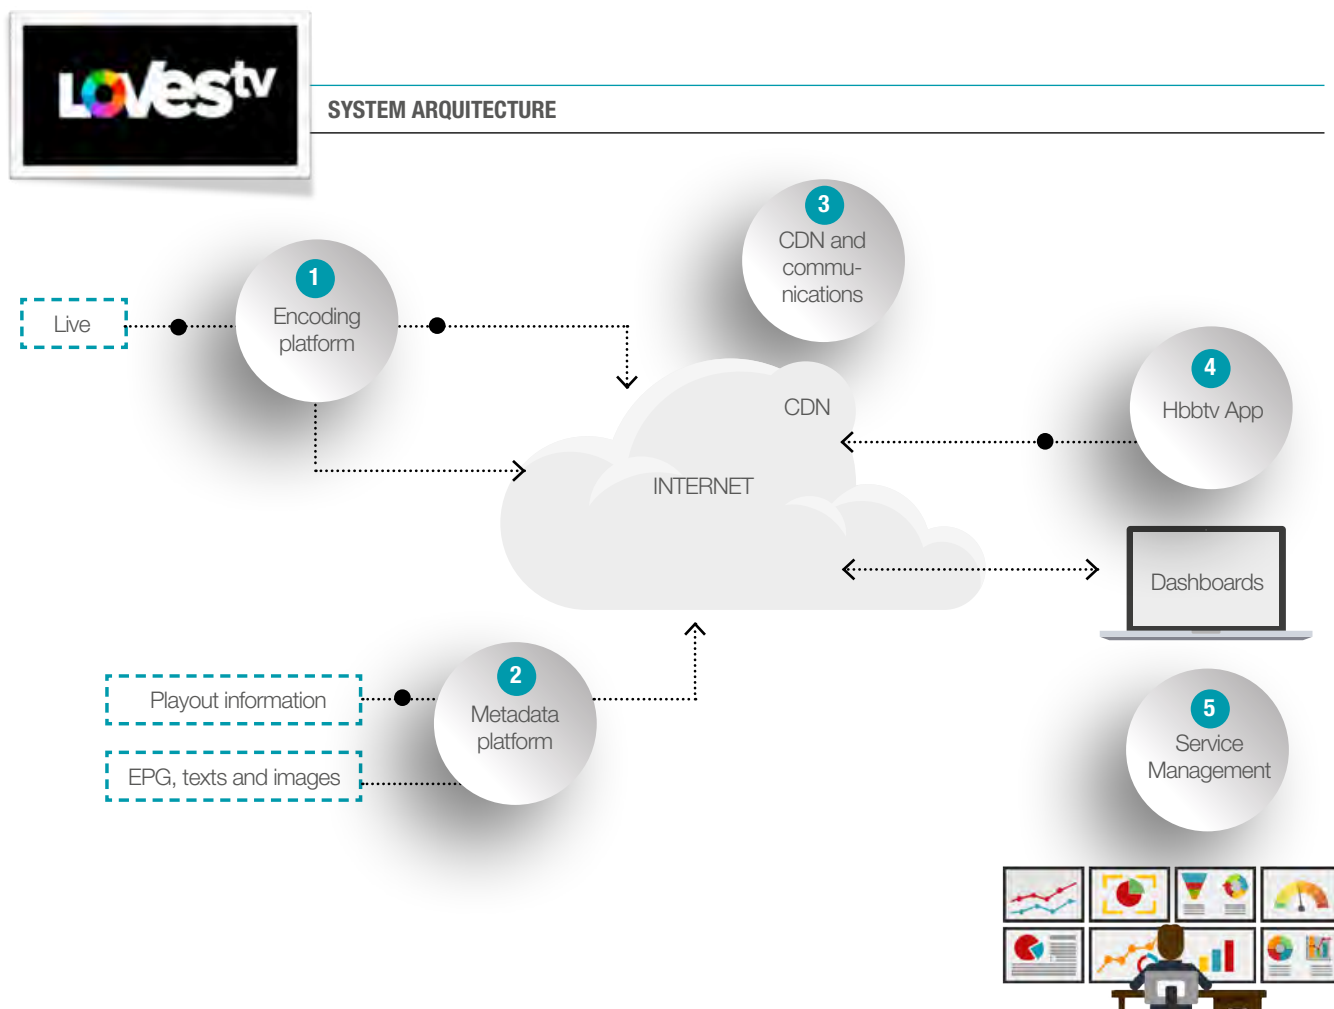 LOVEStv
SYSTEM ARQUITECTURE
3
CDN and
commu-
nications
1
Encoding
platform
Live
4
Hbbtv App
CDN
INTERNET
Dashboards
2
Metadata
platform
Playout information
EPG, texts and images
5
Service
Management